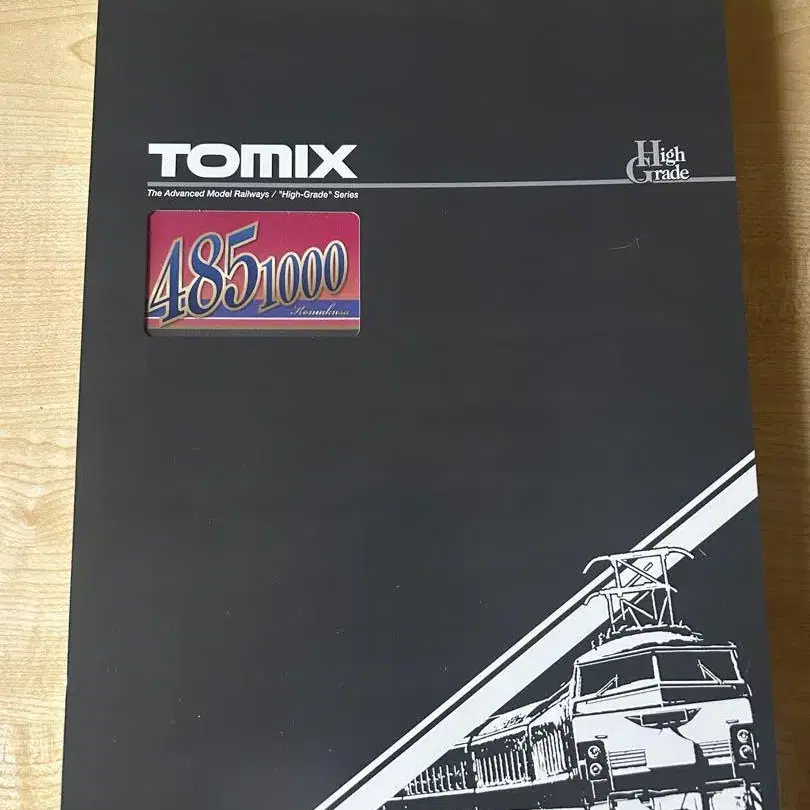 TOMIX
High
Grade
The Advanced Model Railways / "High-Grade" Series
4851000
Komakusa